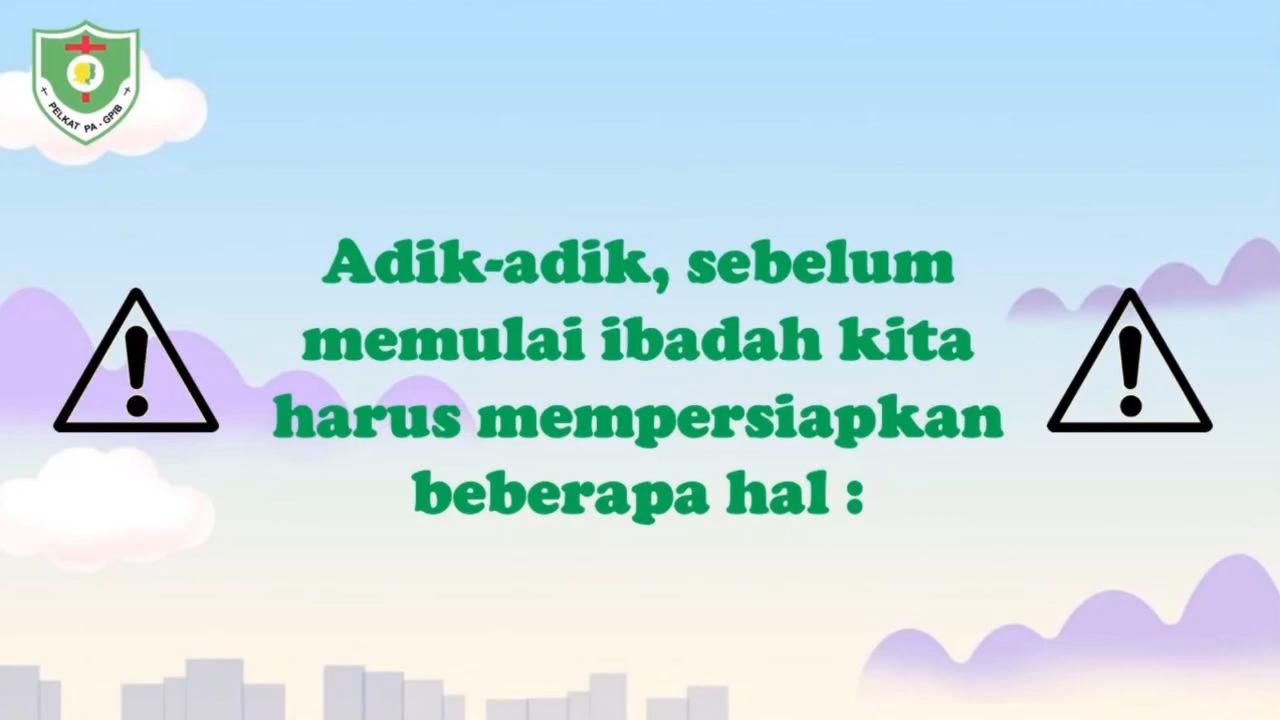 PELKAT PA - GPIB
Adik-adik, sebelum
memulai ibadah kita
harus mempersiapkan
beberapa hal :